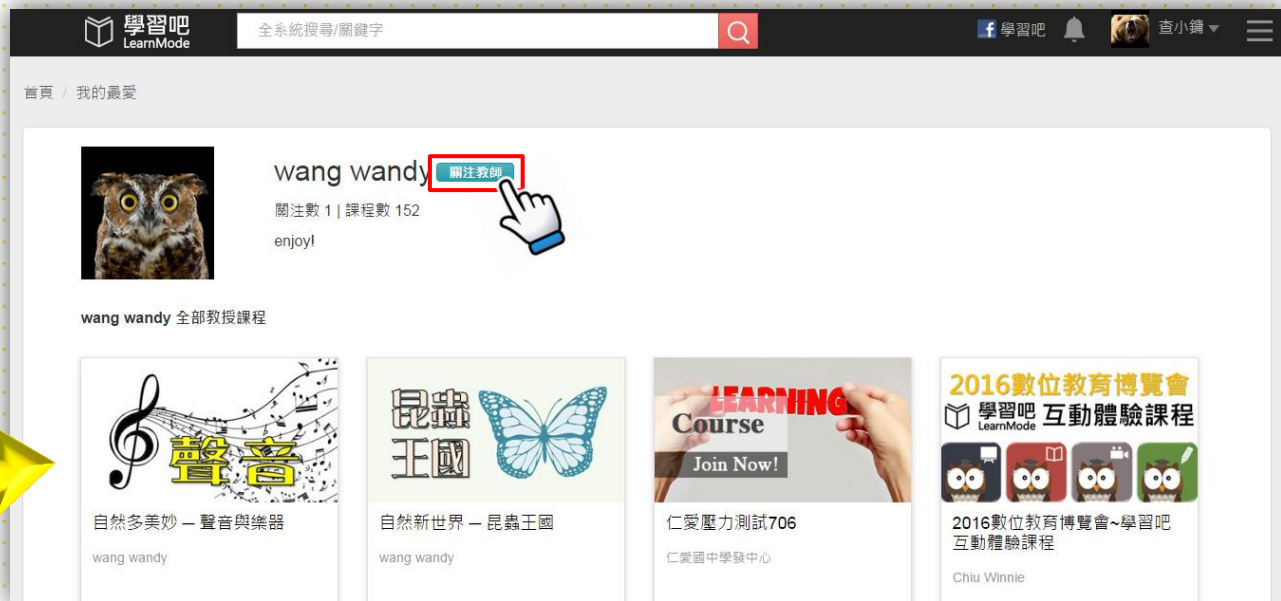 學習吧
LearnMode
全系統搜尋/關鍵字
學習吧
查小鏞
首頁 / 我的最愛
wang wandy
關注教師
關注數 1 | 課程數 152
enjoy!
wang wandy 全部教授課程
聲音
自然多美妙 — 聲音與樂器
wang wandy
昆蟲
王國
自然新世界 — 昆蟲王國
wang wandy
LEARNING
Course
Join Now!
仁愛壓力測試706
仁愛國中學發中心
2016數位教育博覽會
學習吧
LearnMode
互動體驗課程
2016數位教育博覽會~學習吧
互動體驗課程
Chiu Winnie